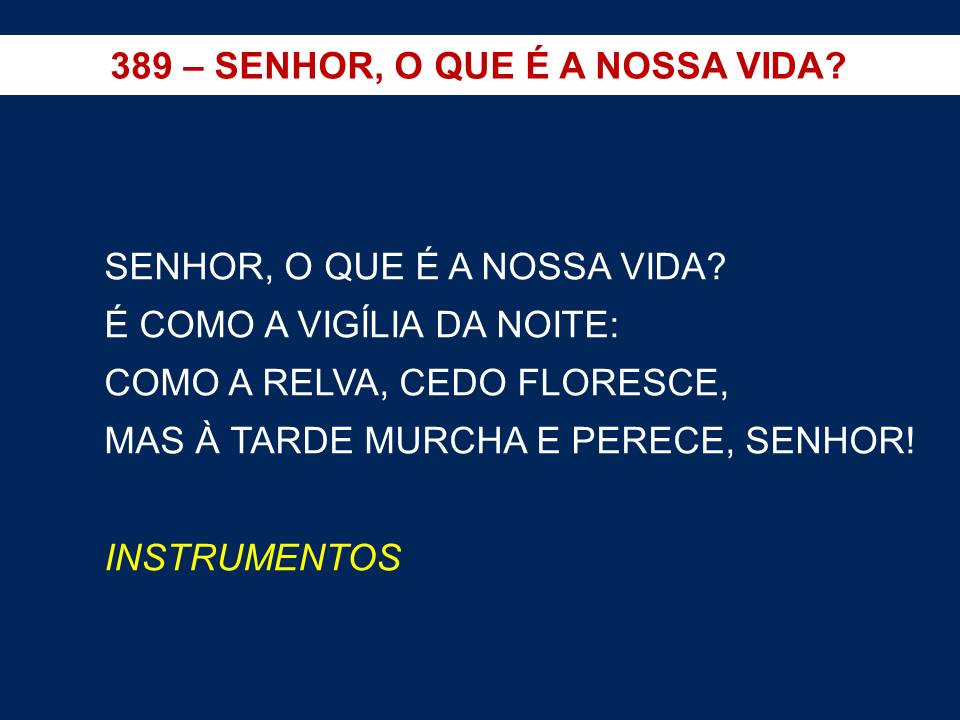 389 – SENHOR, O QUE É A NOSSA VIDA?
SENHOR, O QUE É A NOSSA VIDA?
É COMO A VIGÍLIA DA NOITE:
COMO A RELVA, CEDO FLORESCE,
MAS À TARDE MURCHA E PERECE, SENHOR!
INSTRUMENTOS